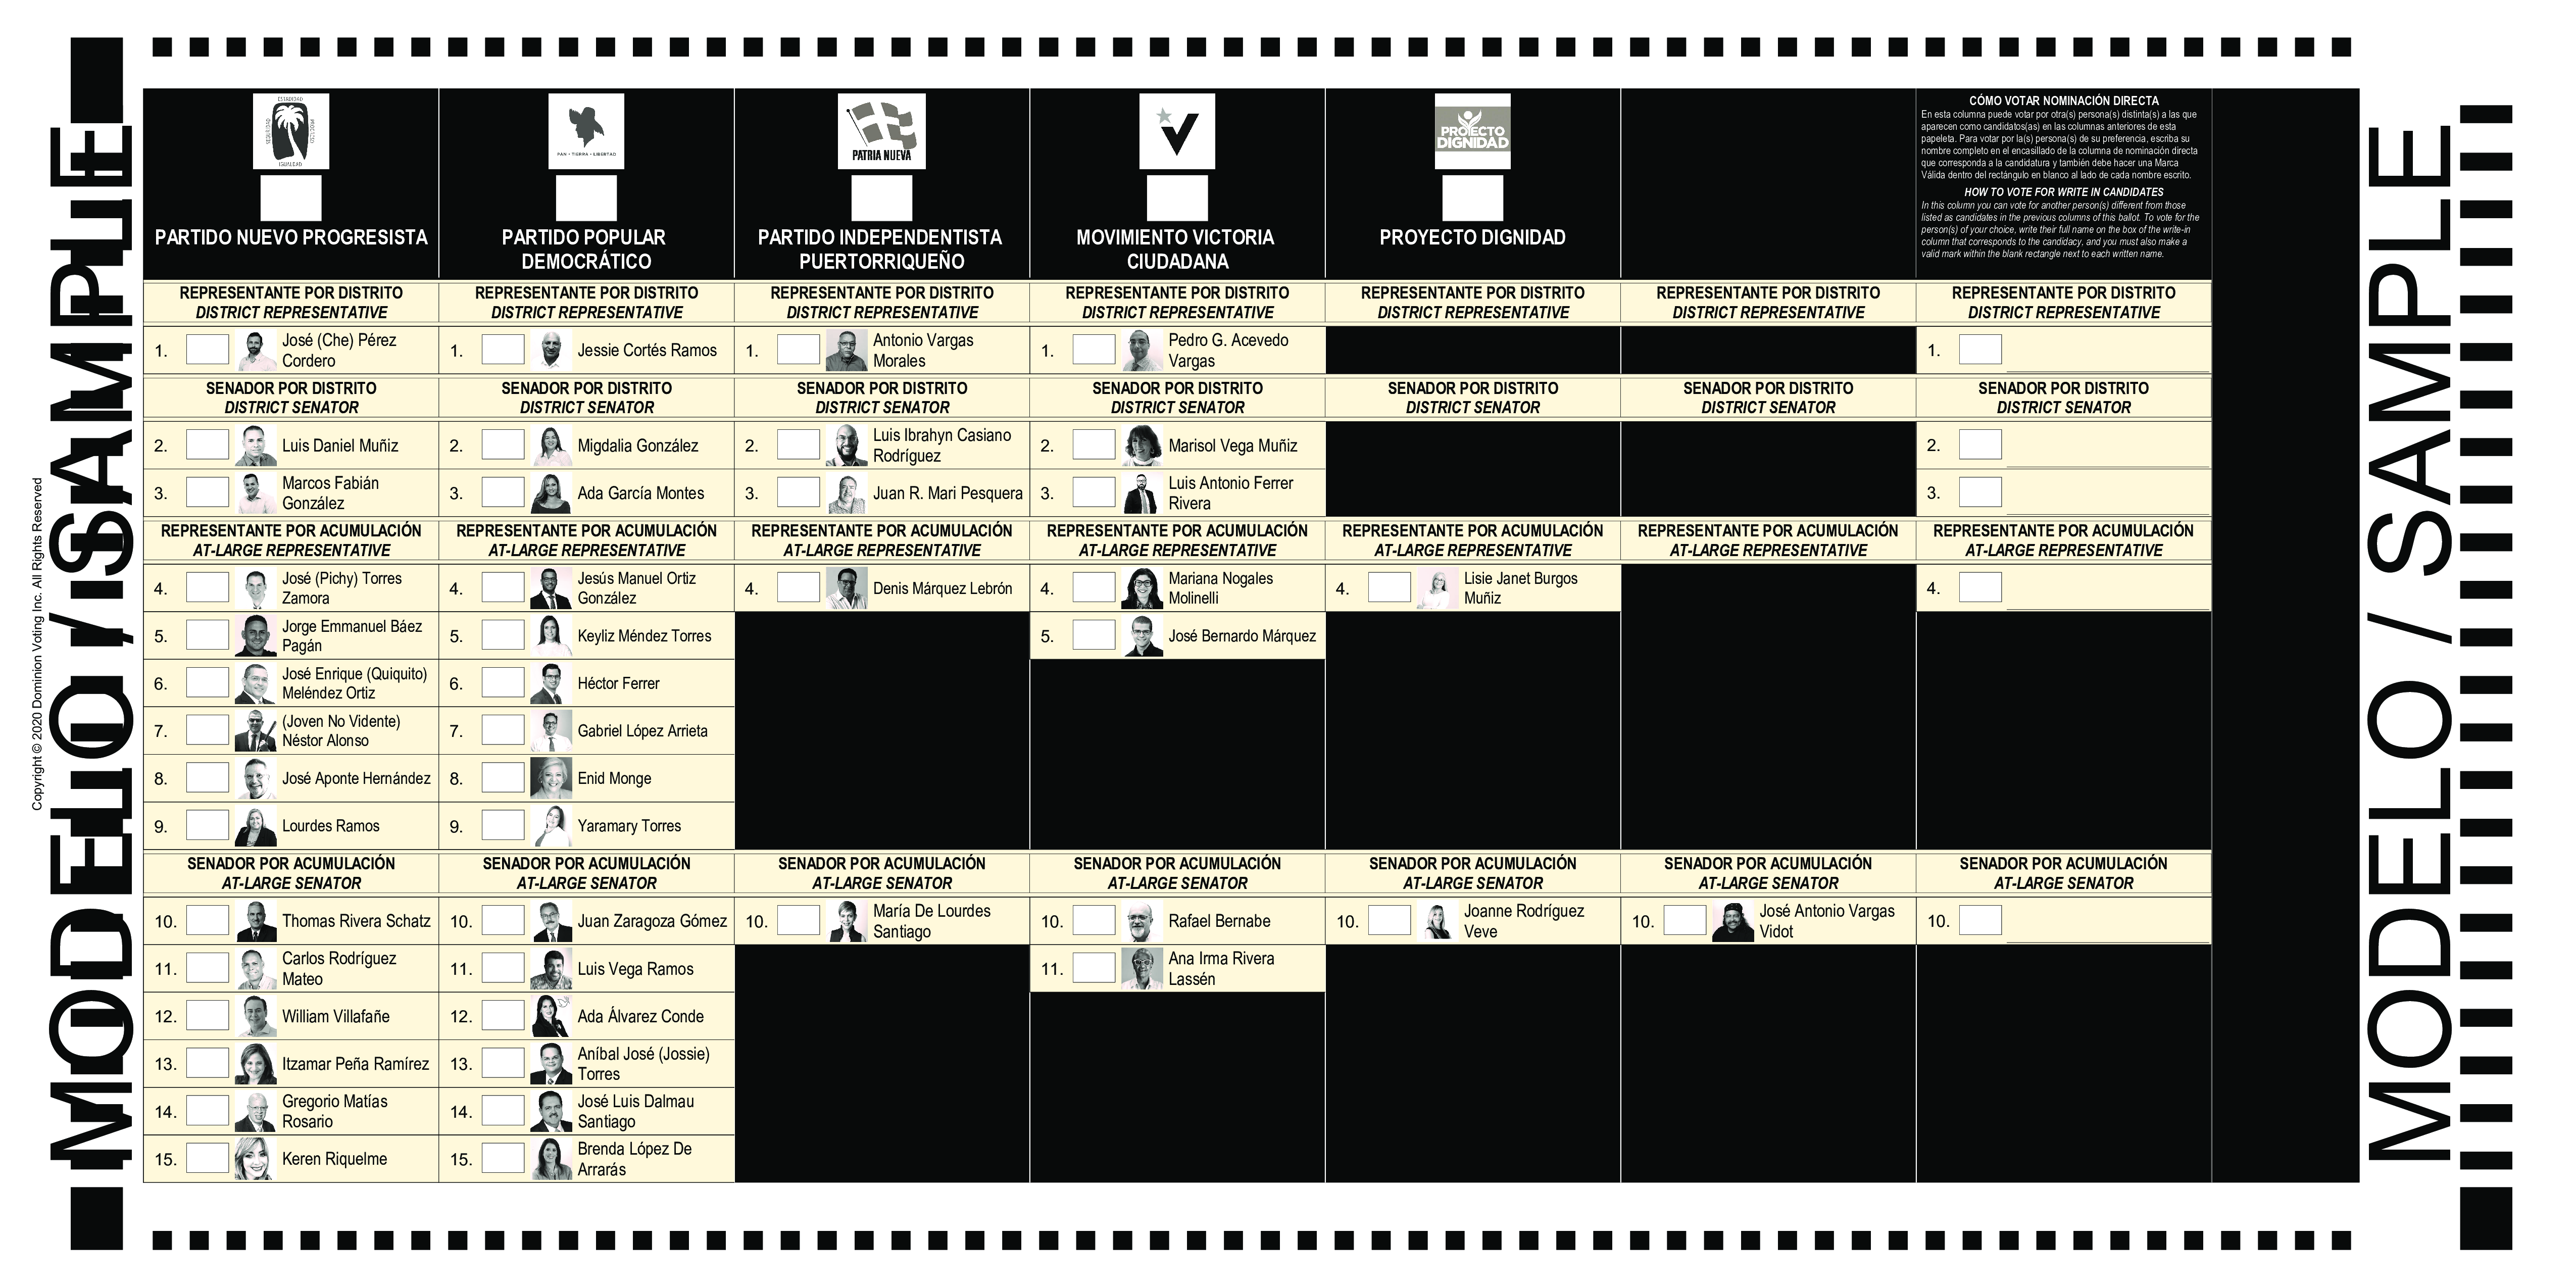 MODELO / SAMPLE
Copyright © 2020 Dominion Voting Inc. All Rights Reserved
ESTADIDAD
IGUALDAD
PARTIDO NUEVO PROGRESISTA
REPRESENTANTE POR DISTRITO
DISTRICT REPRESENTATIVE
1. José (Che) Pérez
Cordero
SENADOR POR DISTRITO
DISTRICT SENATOR
2. Luis Daniel Muñiz
3. Marcos Fabián
González
REPRESENTANTE POR ACUMULACIÓN
AT-LARGE REPRESENTATIVE
4. José (Pichy) Torres
Zamora
5. Jorge Emmanuel Báez
Pagán
6. José Enrique (Quiquito)
Meléndez Ortiz
7. (Joven No Vidente)
Néstor Alonso
8. José Aponte Hernández
9. Lourdes Ramos
SENADOR POR ACUMULACIÓN
AT-LARGE SENATOR
10. Thomas Rivera Schatz
11. Carlos Rodríguez
Mateo
12. William Villafañe
13. Itzamar Peña Ramírez
14. Gregorio Matías
Rosario
15. Keren Riquelme
PAN • TIERRA • LIBERTAD
PARTIDO POPULAR
DEMOCRÁTICO
REPRESENTANTE POR DISTRITO
DISTRICT REPRESENTATIVE
1. Jessie Cortés Ramos
SENADOR POR DISTRITO
DISTRICT SENATOR
2. Migdalia González
3. Ada García Montes
REPRESENTANTE POR ACUMULACIÓN
AT-LARGE REPRESENTATIVE
4. Jesús Manuel Ortiz
González
5. Keyliz Méndez Torres
6. Héctor Ferrer
7. Gabriel López Arrieta
8. Enid Monge
9. Yaramary Torres
SENADOR POR ACUMULACIÓN
AT-LARGE SENATOR
10. Juan Zaragoza Gómez
11. Luis Vega Ramos
12. Ada Álvarez Conde
13. Aníbal José (Jossie)
Torres
14. José Luis Dalmau
Santiago
15. Brenda López De
Arrarás
PATRIA NUEVA
PARTIDO INDEPENDENTISTA
PUERTORRIQUEÑO
REPRESENTANTE POR DISTRITO
DISTRICT REPRESENTATIVE
1. Antonio Vargas
Morales
SENADOR POR DISTRITO
DISTRICT SENATOR
2. Luis Ibrahyn Casiano
Rodríguez
3. Juan R. Mari Pesquera
REPRESENTANTE POR ACUMULACIÓN
AT-LARGE REPRESENTATIVE
4. Denis Márquez Lebrón
SENADOR POR ACUMULACIÓN
AT-LARGE SENATOR
10. María De Lourdes
Santiago
MOVIMIENTO VICTORIA
CIUDADANA
REPRESENTANTE POR DISTRITO
DISTRICT REPRESENTATIVE
1. Pedro G. Acevedo
Vargas
SENADOR POR DISTRITO
DISTRICT SENATOR
2. Marisol Vega Muñiz
3. Luis Antonio Ferrer
Rivera
REPRESENTANTE POR ACUMULACIÓN
AT-LARGE REPRESENTATIVE
4. Mariana Nogales
Molinelli
5. José Bernardo Márquez
SENADOR POR ACUMULACIÓN
AT-LARGE SENATOR
10. Rafael Bernabe
11. Ana Irma Rivera
Lassén
PROYECTO
DIGNIDAD
PROYECTO DIGNIDAD
REPRESENTANTE POR DISTRITO
DISTRICT REPRESENTATIVE
SENADOR POR DISTRITO
DISTRICT SENATOR
REPRESENTANTE POR ACUMULACIÓN
AT-LARGE REPRESENTATIVE
4. Lisie Janet Burgos
Muñiz
SENADOR POR ACUMULACIÓN
AT-LARGE SENATOR
10. Joanne Rodríguez
Veve
REPRESENTANTE POR DISTRITO
DISTRICT REPRESENTATIVE
SENADOR POR DISTRITO
DISTRICT SENATOR
REPRESENTANTE POR ACUMULACIÓN
AT-LARGE REPRESENTATIVE
SENADOR POR ACUMULACIÓN
AT-LARGE SENATOR
10. José Antonio Vargas
Vidot
CÓMO VOTAR NOMINACIÓN DIRECTA
En esta columna puede votar por otra(s) persona(s) distinta(s) a las que
aparecen como candidatos(as) en las columnas anteriores de esta
papeleta. Para votar por la(s) persona(s) de su preferencia, escriba su
nombre completo en el encasillado de la columna de nominación directa
que corresponda a la candidatura y también debe hacer una Marca
Válida dentro del rectángulo en blanco al lado de cada nombre escrito.
HOW TO VOTE FOR WRITE IN CANDIDATES
In this column you can vote for another person(s) different from those
listed as candidates in the previous columns of this ballot. To vote for the
person(s) of your choice, write their full name on the box of the write-in
column that corresponds to the candidacy, and you must also make a
valid mark within the blank rectangle next to each written name.
REPRESENTANTE POR DISTRITO
DISTRICT REPRESENTATIVE
1.
SENADOR POR DISTRITO
DISTRICT SENATOR
2.
3.
REPRESENTANTE POR ACUMULACIÓN
AT-LARGE REPRESENTATIVE
4.
SENADOR POR ACUMULACIÓN
AT-LARGE SENATOR
10.
MODELO / SAMPLE